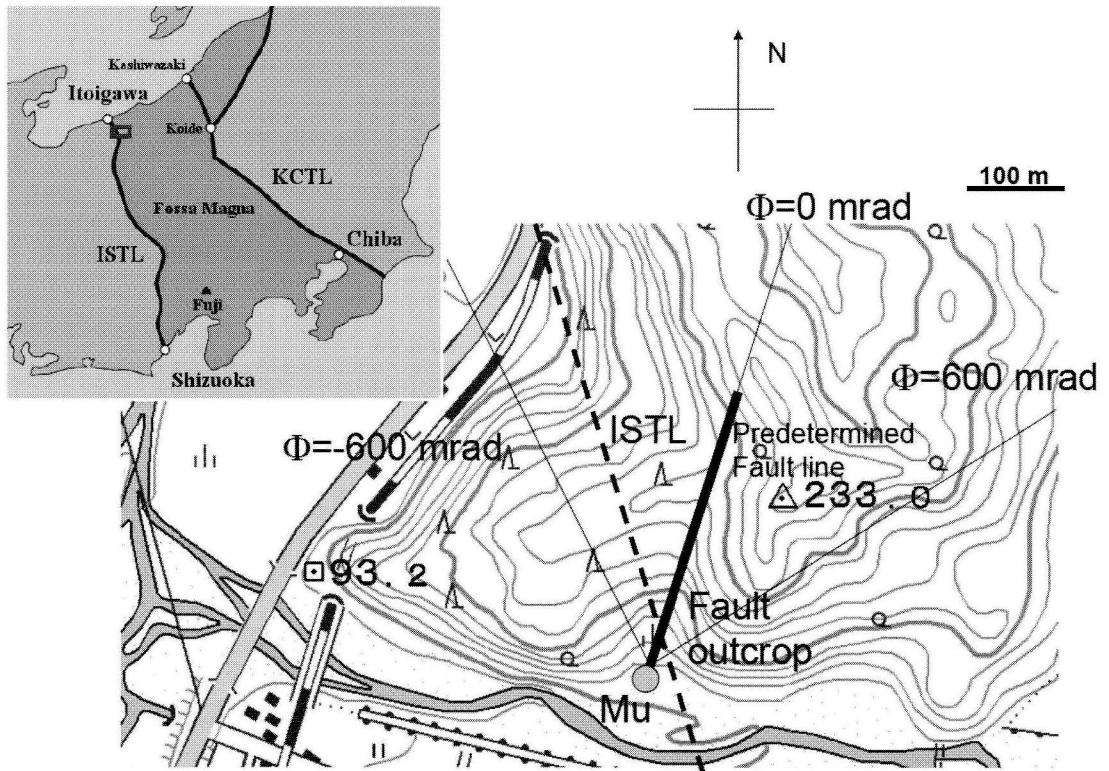 Kashiwazaki
Itoigawa
Koide
KCTL
Fossa Magna
ISTL
Chiba
Fuji
Shizuoka
N
100 m
Φ=0 mrad
Φ=600 mrad
Φ=-600 mrad
ISTL
Predetermined
Fault line
233.0
93.2
Fault
outcrop
Mu